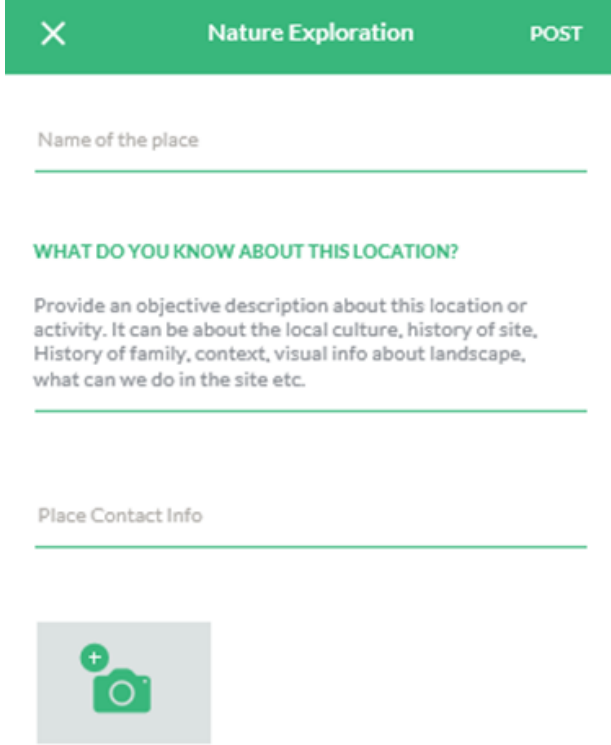 Nature Exploration POST
Name of the place
WHAT DO YOU KNOW ABOUT THIS LOCATION?
Provide an objective description about this location or
activity. It can be about the local culture, history of site,
History of family, context, visual info about landscape,
what can we do in the site etc.
Place Contact Info